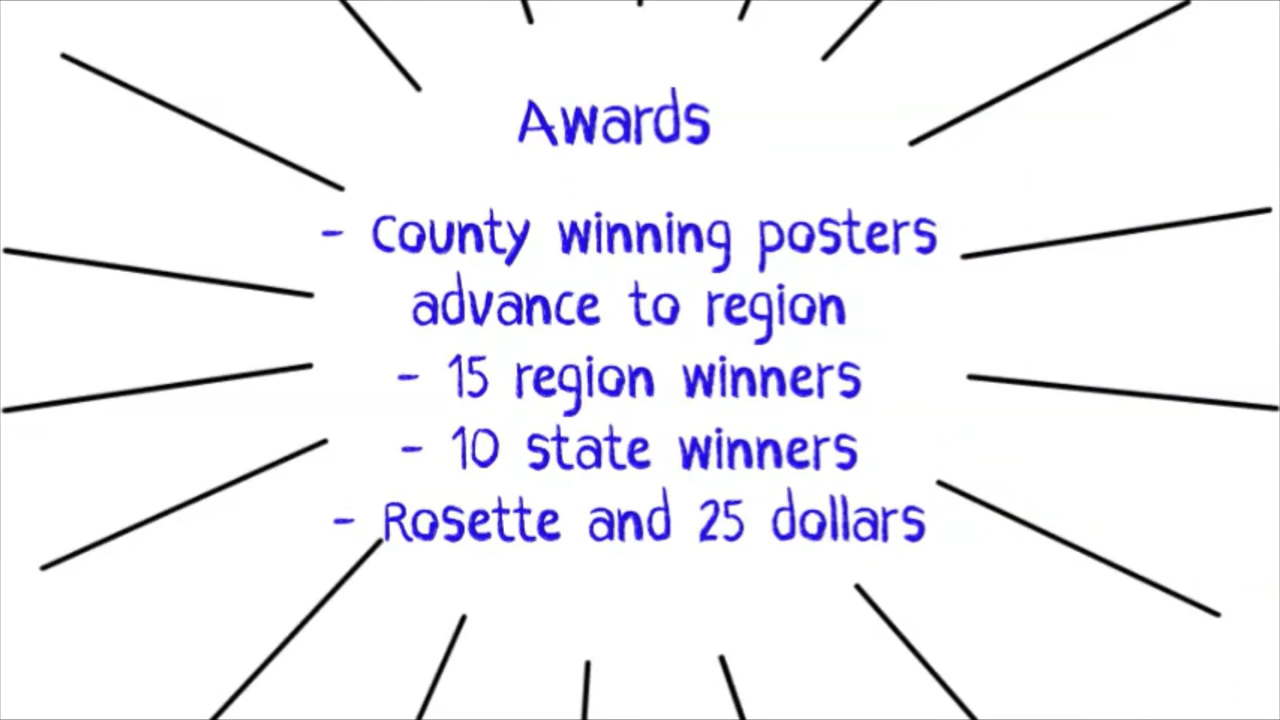 Awards
- County winning posters
advance to region
- 15 region winners
- 10 state winners
- Rosette and 25 dollars